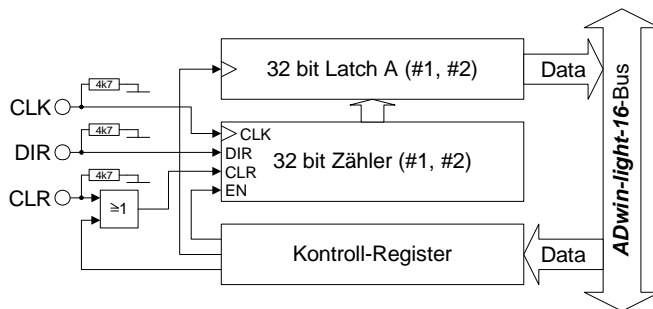 32 bit Latch A (#1, #2)
Data
4k7
CLK
4k7
DIR
4k7
CLR
≥1
CLK
DIR
CLR
EN
32 bit Zähler (#1, #2)
Kontroll-Register
Data
ADwin-light-16-Bus